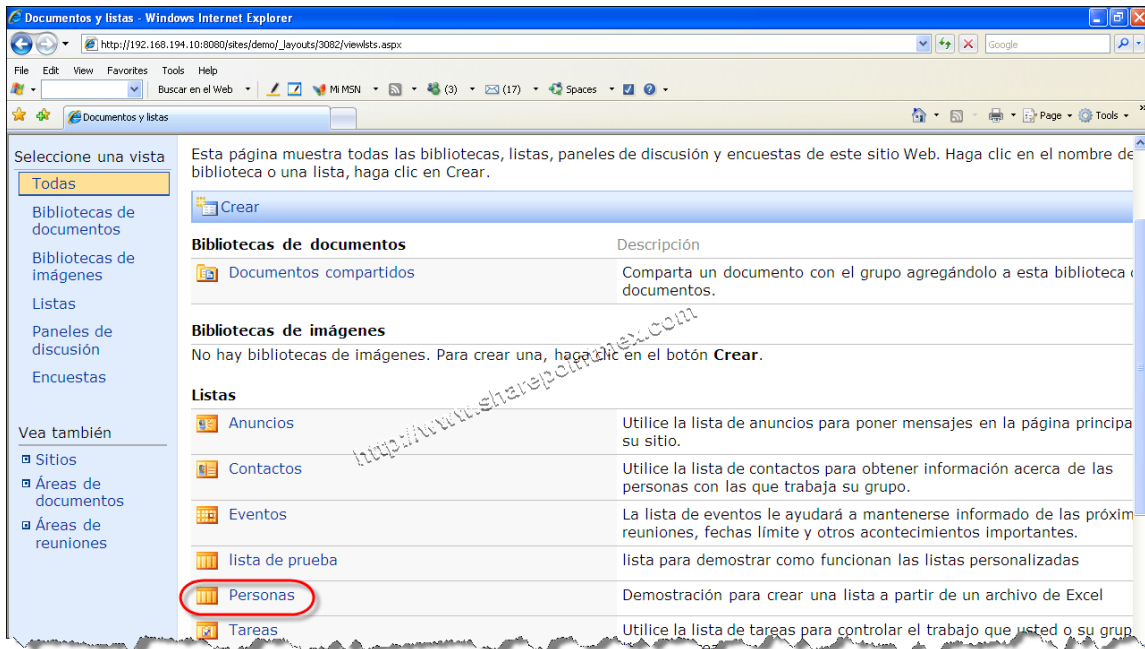 Documentos y listas - Windows Internet Explorer
http://192.168.194.10:8080/sites/demo/_layouts/3082/viewlsts.aspx
Google
File Edit View Favorites Tools Help
Buscar en el Web
Mi MSN
(3)
(17)
Spaces
Documentos y listas
Page
Tools
Seleccione una vista
Todas
Bibliotecas de
documentos
Bibliotecas de
imágenes
Listas
Paneles de
discusión
Encuestas
Vea también
Sitios
Áreas de
documentos
Áreas de
reuniones
Esta página muestra todas las bibliotecas, listas, paneles de discusión y encuestas de este sitio Web. Haga clic en el nombre de
biblioteca o una lista, haga clic en Crear.
Crear
Bibliotecas de documentos Descripción
Documentos compartidos
Comparta un documento con el grupo agregándolo a esta biblioteca
documentos.
Bibliotecas de imágenes
No hay bibliotecas de imágenes. Para crear una, haga clic en el botón Crear.
http://www.sharepointmex.com
Listas
Anuncios
Utilice la lista de anuncios para poner mensajes en la página principa
su sitio.
Contactos
Utilice la lista de contactos para obtener información acerca de las
personas con las que trabaja su grupo.
Eventos
La lista de eventos le ayudará a mantenerse informado de las próxim
reuniones, fechas límite y otros acontecimientos importantes.
lista de prueba
lista para demostrar como funcionan las listas personalizadas
Personas
Demostración para crear una lista a partir de un archivo de Excel
Tareas
Utilice la lista de tareas para controlar el trabajo que usted o su grup